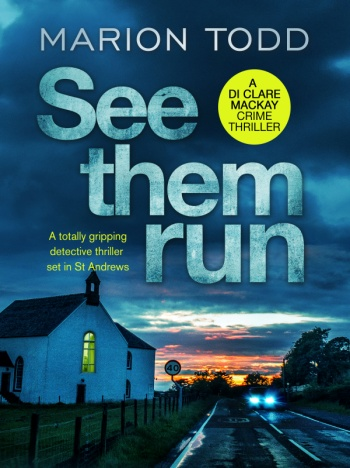 MARION TODD
See
them
run
A
DI CLARE
MACKAY
CRIME
THRILLER
A totally gripping
detective thriller
set in St Andrews
40